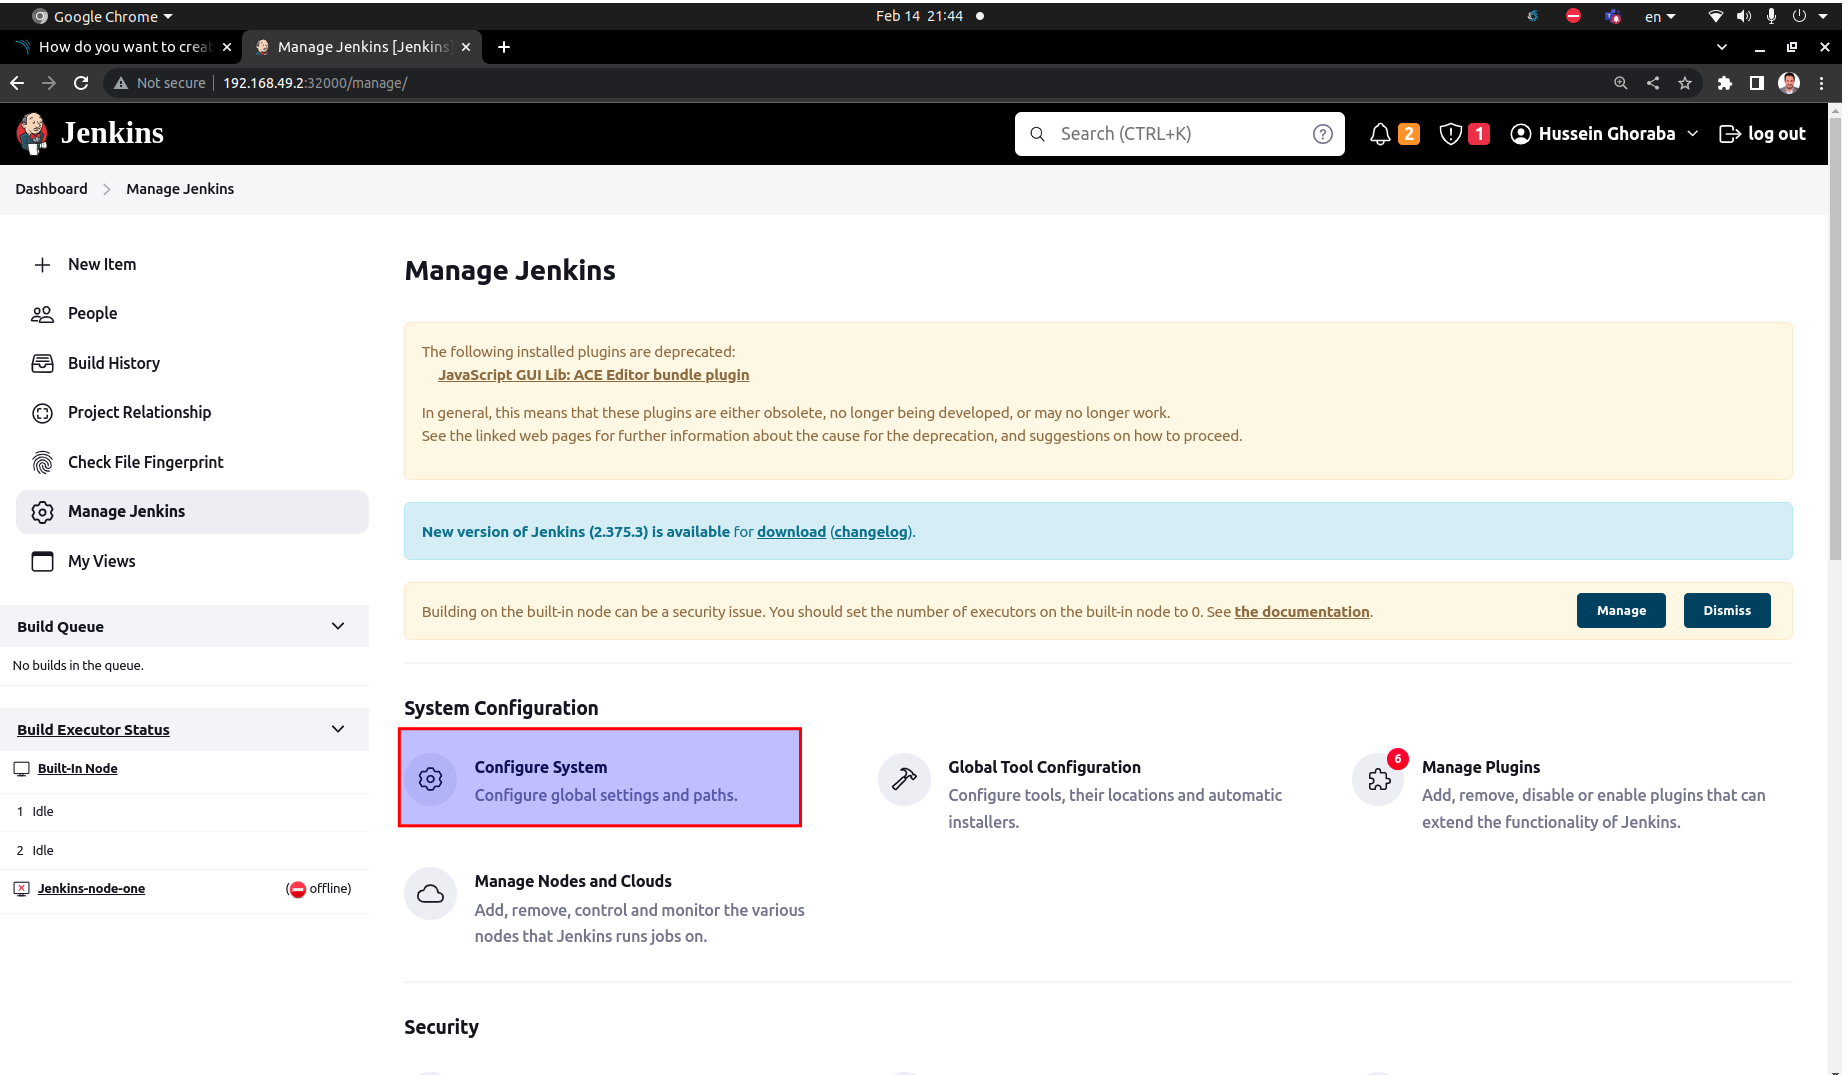 Google Chrome
Feb 14 21:44
en
How do you want to creat
Manage Jenkins [Jenkins]
Not secure
192.168.49.2:32000/manage/
Jenkins
Search (CTRL+K)
2
1
Hussein Ghoraba
log out
Dashboard
Manage Jenkins
New Item
People
Build History
Project Relationship
Check File Fingerprint
Manage Jenkins
My Views
Build Queue
No builds in the queue.
Build Executor Status
Built-In Node
1 Idle
2 Idle
Jenkins-node-one
(offline)
Manage Jenkins
The following installed plugins are deprecated:
JavaScript GUI Lib: ACE Editor bundle plugin
In general, this means that these plugins are either obsolete, no longer being developed, or may no longer work.
See the linked web pages for further information about the cause for the deprecation, and suggestions on how to proceed.
New version of Jenkins (2.375.3) is available for download (changelog).
Building on the built-in node can be a security issue. You should set the number of executors on the built-in node to 0. See the documentation.
Manage
Dismiss
System Configuration
Configure System
Configure global settings and paths.
Global Tool Configuration
Configure tools, their locations and automatic
installers.
6
Manage Plugins
Add, remove, disable or enable plugins that can
extend the functionality of Jenkins.
Manage Nodes and Clouds
Add, remove, control and monitor the various
nodes that Jenkins runs jobs on.
Security